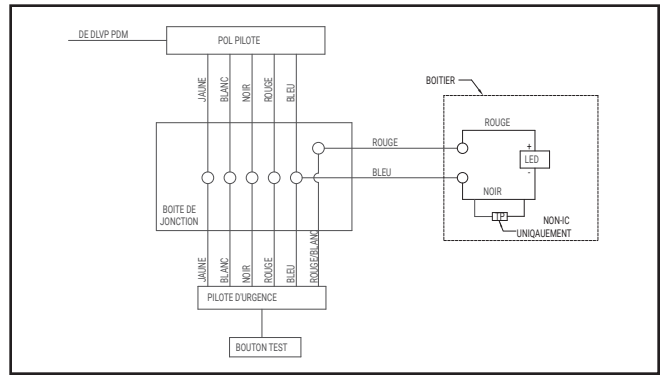 DE DLVP PDM
POL PILOTE
JAUNE
BLANC
NOIR
ROUGE
BLEU
BOITIER
ROUGE
ROUGE
+
LED
-
BLEU
NOIR
TP
NON-IC
UNIQAUEMENT
BOITE DE
JONCTION
JAUNE
BLANC
NOIR
ROUGE
BLEU
ROUGE/BLANC
PILOTE D'URGENCE
BOUTON TEST